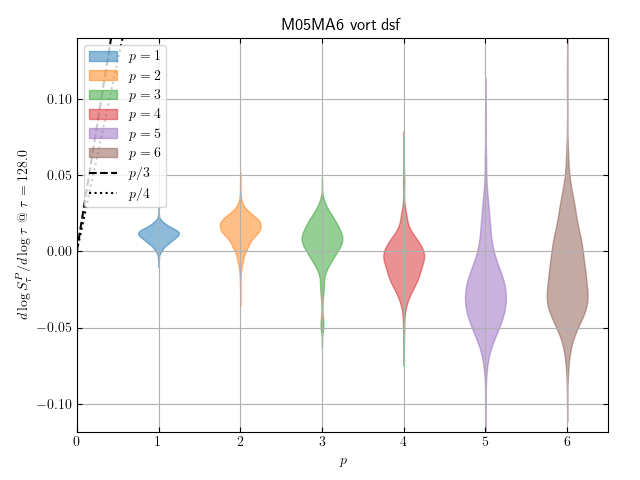 M05MA6 vort dsf
p = 1
p = 2
p = 3
p = 4
p = 5
p = 6
p/3
p/4
0.10
0.05
0.00
−0.05
−0.10
d log S_τ^P / d log τ @ τ = 128.0
0 1 2 3 4 5 6
p